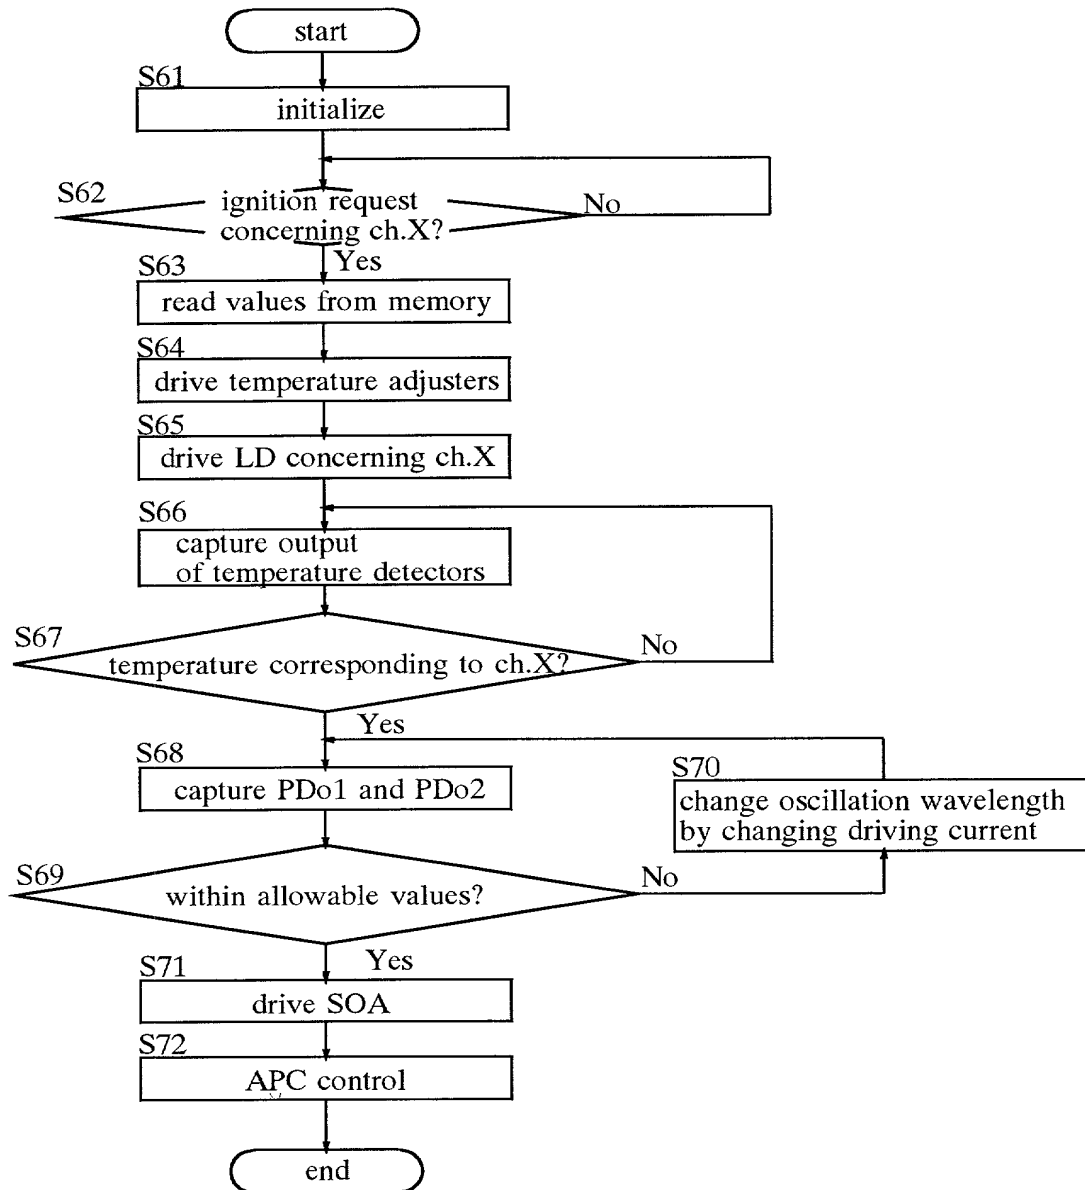 start
S61
initialize
S62
ignition request
concerning ch.X?
No
Yes
S63
read values from memory
S64
drive temperature adjusters
S65
drive LD concerning ch.X
S66
capture output
of temperature detectors
S67
temperature corresponding to ch.X?
No
Yes
S68
capture PDo1 and PDo2
S70
change oscillation wavelength
by changing driving current
S69
within allowable values?
No
Yes
S71
drive SOA
S72
APC control
end